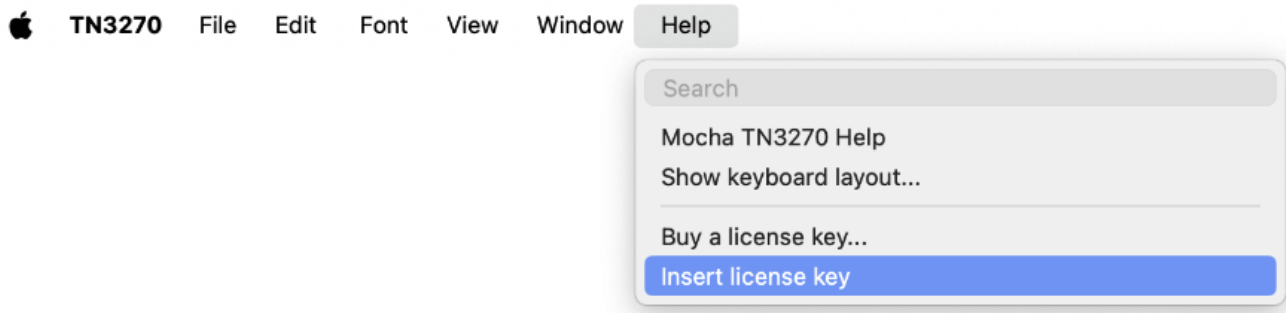 TN3270 File Edit Font View Window Help
Search
Mocha TN3270 Help
Show keyboard layout...
Buy a license key...
Insert license key